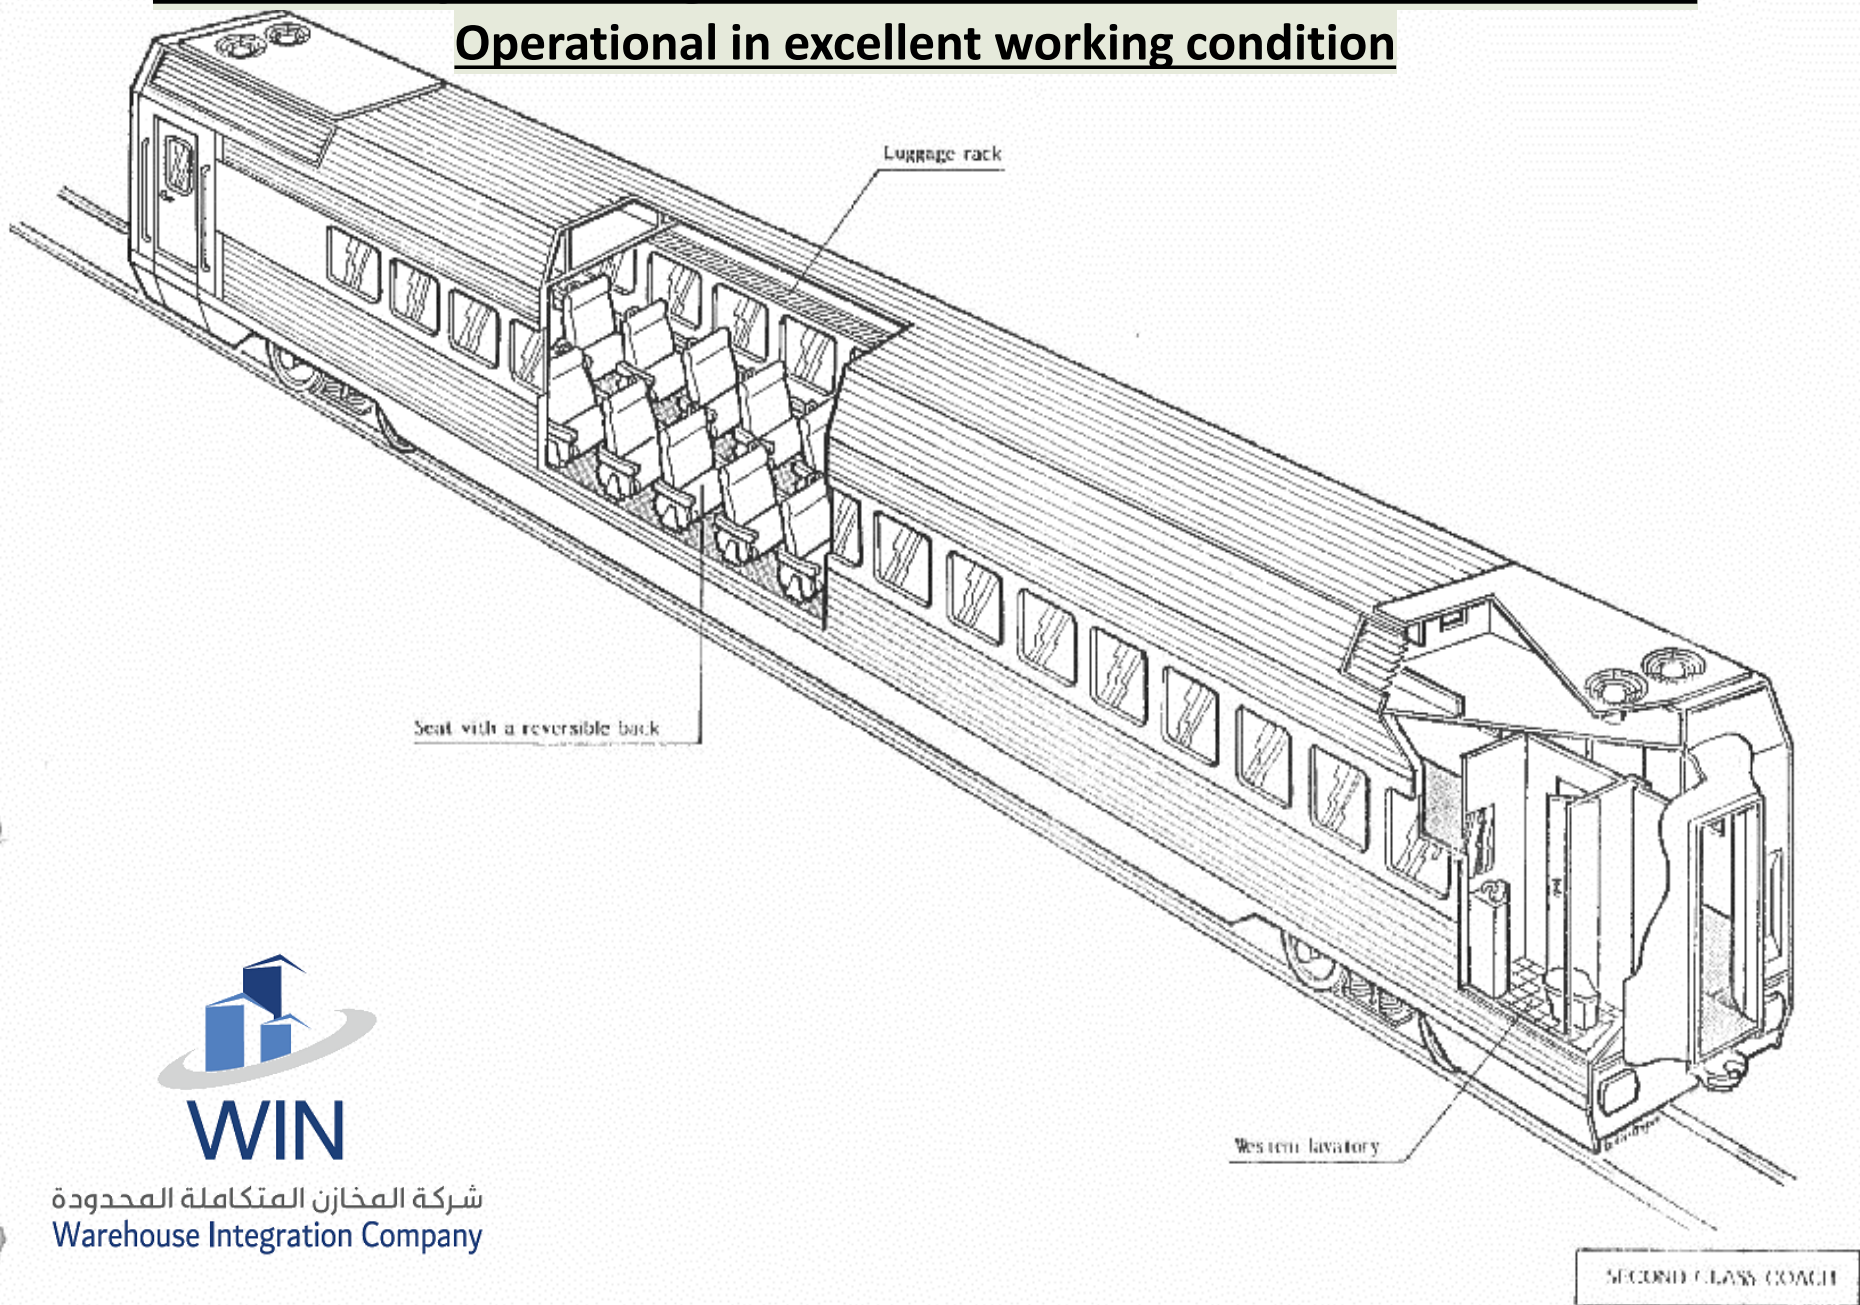 Operational in excellent working condition
Luggage rack
Seat with a reversible back
Western lavatory
WIN
شركة المخازن المتكاملة المحدودة
Warehouse Integration Company
SECOND CLASS COACH